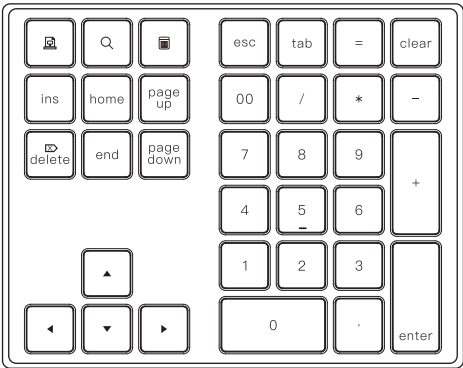 esc tab = clear
ins home page up 00 / * -
delete end page down 7 8 9 +
4 5 6
1 2 3
0 . enter